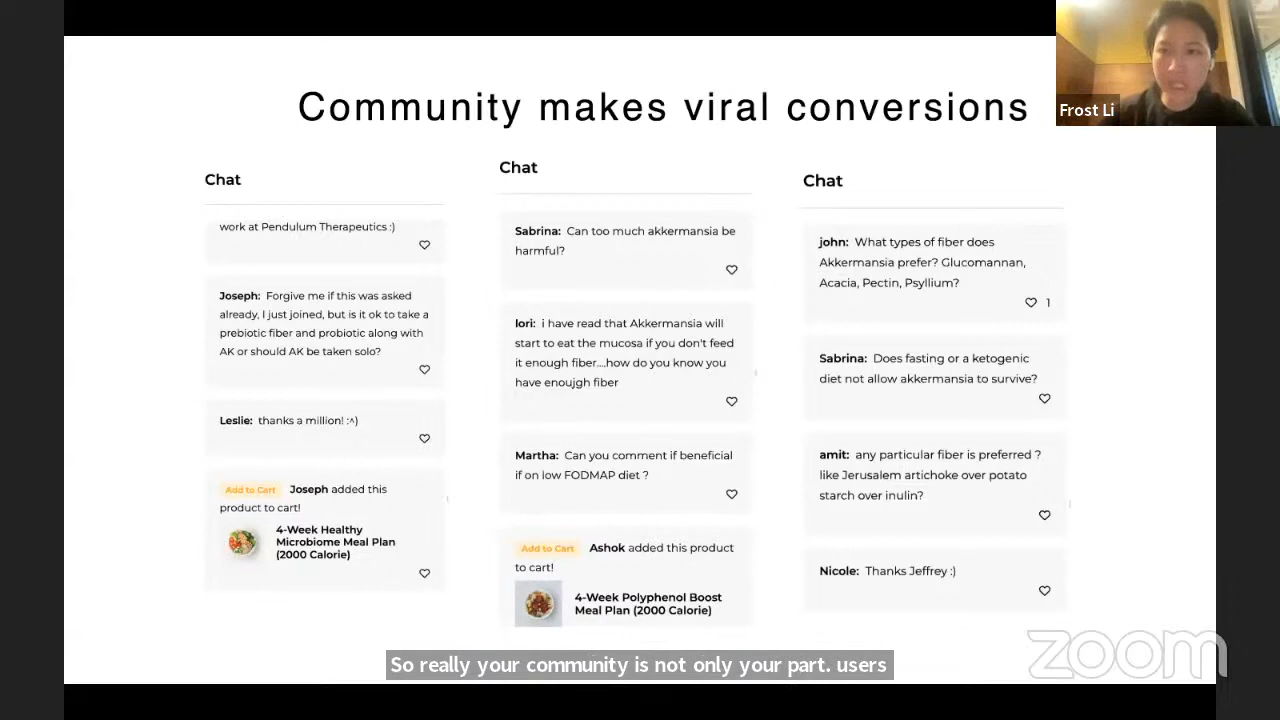 Community makes viral conversions
Frost Li
Chat
work at Pendulum Therapeutics :)
Joseph: Forgive me if this was asked
already, I just joined, but is it ok to take a
prebiotic fiber and probiotic along with
AK or should AK be taken solo?
Leslie: thanks a million! :^)
Add to Cart Joseph added this
product to cart!
4-Week Healthy
Microbiome Meal Plan
(2000 Calorie)
Chat
Sabrina: Can too much akkermansia be
harmful?
lori: i have read that Akkermansia will
start to eat the mucosa if you don't feed
it enough fiber....how do you know you
have enoujgh fiber
Martha: Can you comment if beneficial
if on low FODMAP diet ?
Add to Cart Ashok added this product
to cart!
4-Week Polyphenol Boost
Meal Plan (2000 Calorie)
Chat
john: What types of fiber does
Akkermansia prefer? Glucomannan,
Acacia, Pectin, Psyllium?
1
Sabrina: Does fasting or a ketogenic
diet not allow akkermansia to survive?
amit: any particular fiber is preferred ?
like Jerusalem artichoke over potato
starch over inulin?
Nicole: Thanks Jeffrey :)
So really your community is not only your part. users
zoom